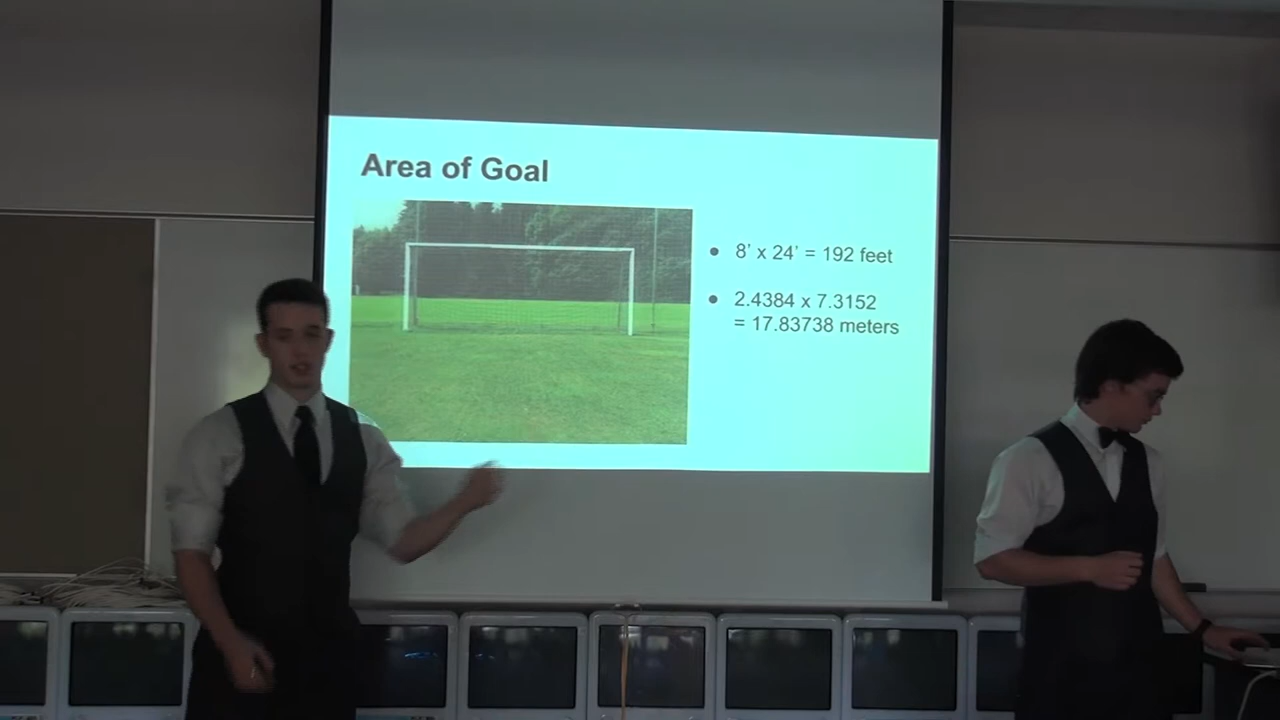 Area of Goal
● 8' x 24' = 192 feet
● 2.4384 x 7.3152
= 17.83738 meters